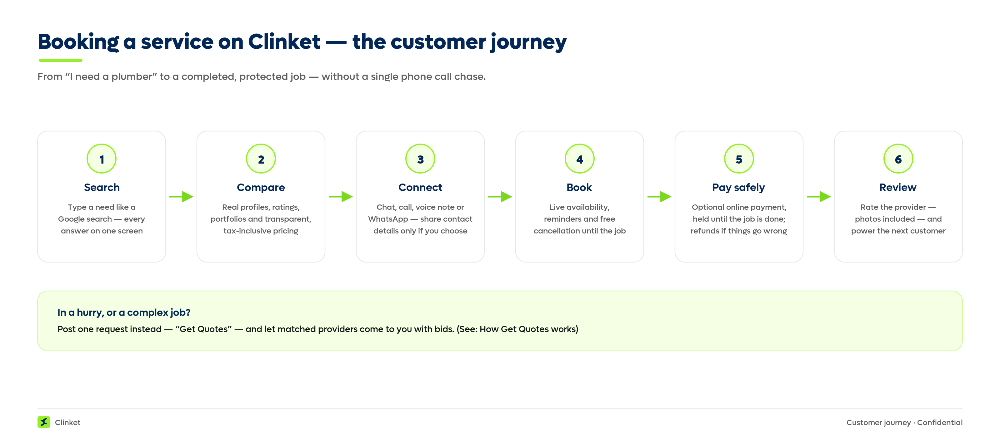 Booking a service on Clinket — the customer journey
From “I need a plumber” to a completed, protected job — without a single phone call chase.
1
Search
Type a need like a
Google search — every
answer on one screen
2
Compare
Real profiles, ratings,
portfolios and transparent,
tax-inclusive pricing
3
Connect
Chat, call, voice note or
WhatsApp — share contact
details only if you choose
4
Book
Live availability,
reminders and free
cancellation until the job
5
Pay safely
Optional online payment,
held until the job is done;
refunds if things go wrong
6
Review
Rate the provider —
photos included — and
power the next customer
In a hurry, or a complex job?
Post one request instead — “Get Quotes” — and let matched providers come to you with bids. (See: How Get Quotes works)
Clinket
Customer journey · Confidential